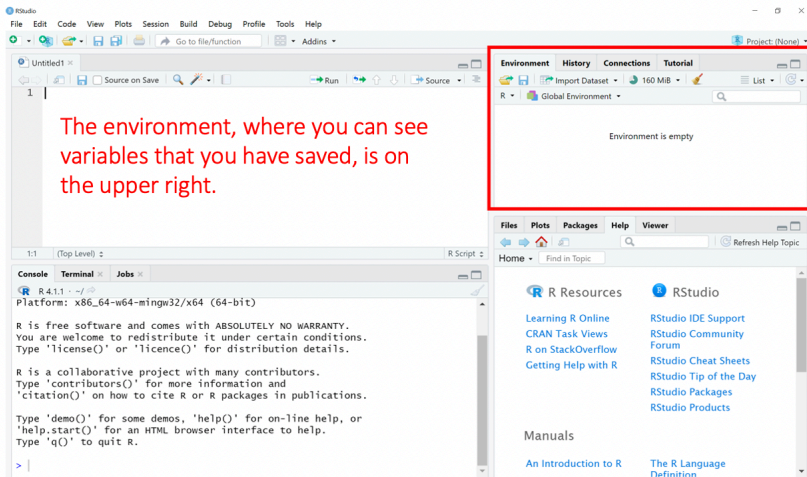 RStudio
File Edit Code View Plots Session Build Debug Profile Tools Help
Go to file/function Addins Project: (None)
Untitled1
Source on Save Run Source
1
The environment, where you can see
variables that you have saved, is on
the upper right.
1:1 (Top Level) R Script
Console Terminal Jobs
R 4.1.1 · ~/
Platform: x86_64-w64-mingw32/x64 (64-bit)
R is free software and comes with ABSOLUTELY NO WARRANTY.
You are welcome to redistribute it under certain conditions.
Type 'license()' or 'licence()' for distribution details.
R is a collaborative project with many contributors.
Type 'contributors()' for more information and
'citation()' on how to cite R or R packages in publications.
Type 'demo()' for some demos, 'help()' for on-line help, or
'help.start()' for an HTML browser interface to help.
Type 'q()' to quit R.
>
Environment History Connections Tutorial
Import Dataset 160 MiB List
R Global Environment
Environment is empty
Files Plots Packages Help Viewer
Refresh Help Topic
Home Find in Topic
R R Resources
Learning R Online
CRAN Task Views
R on StackOverflow
Getting Help with R
R RStudio
RStudio IDE Support
RStudio Community
Forum
RStudio Cheat Sheets
RStudio Tip of the Day
RStudio Packages
RStudio Products
Manuals
An Introduction to R
The R Language
Definition